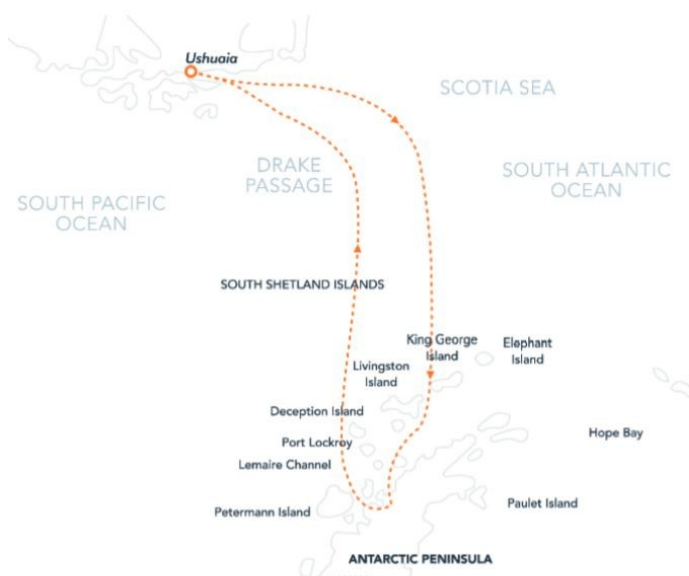 Ushuaia
SCOTIA SEA
DRAKE
PASSAGE
SOUTH ATLANTIC
OCEAN
SOUTH PACIFIC
OCEAN
SOUTH SHETLAND ISLANDS
King George
Island
Elephant
Island
Livingston
Island
Deception Island
Port Lockroy
Hope Bay
Lemaire Channel
Petermann Island
Paulet Island
ANTARCTIC PENINSULA